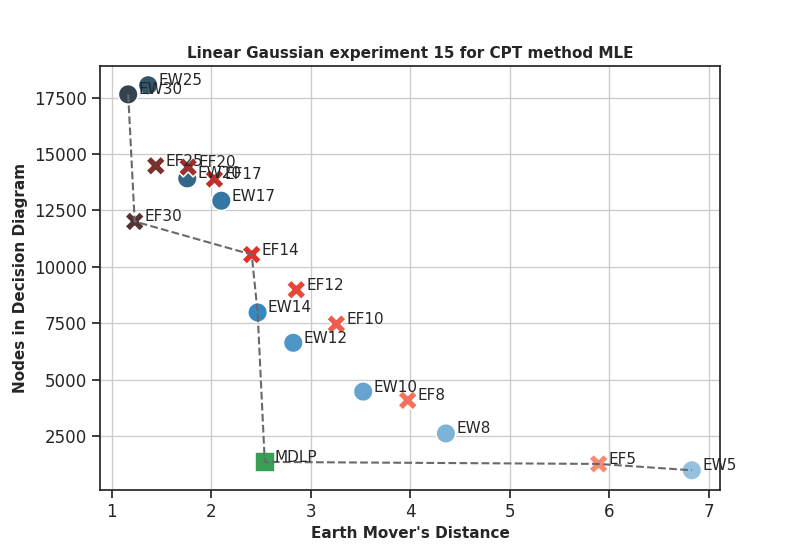 Linear Gaussian experiment 15 for CPT method MLE
Nodes in Decision Diagram
17500
15000
12500
10000
7500
5000
2500
EW25
EW30
EF25
EF20
EW20
EF17
EW17
EF30
EF14
EF12
EW14
EF10
EW12
EW10
EF8
EW8
MDLP
EF5
EW5
1 2 3 4 5 6 7
Earth Mover's Distance